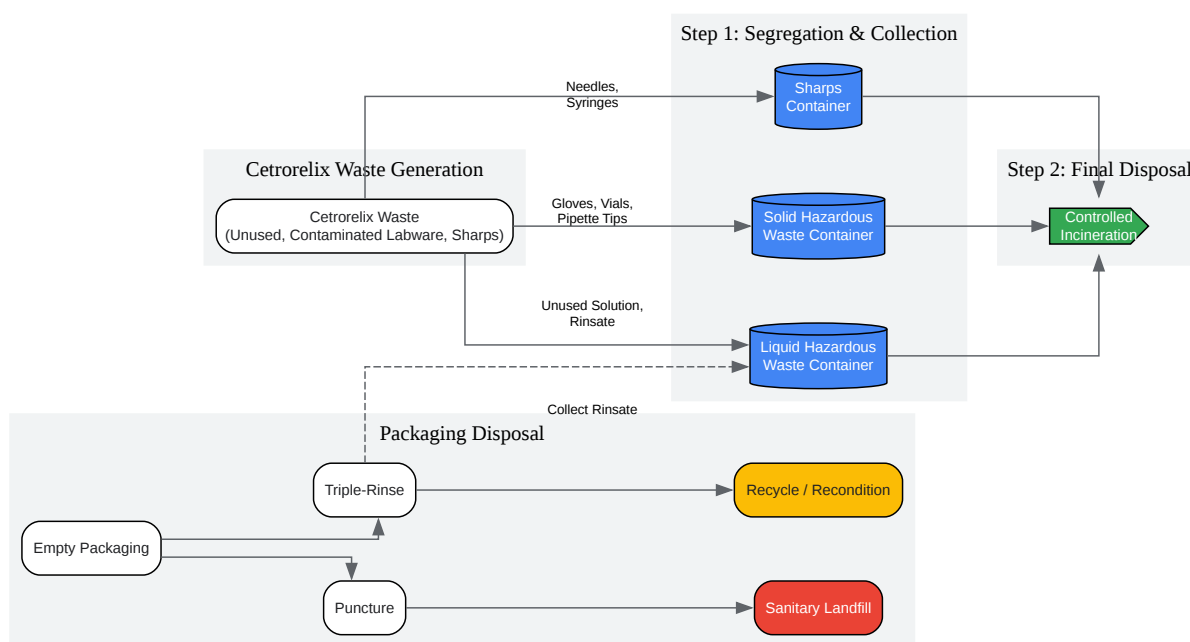 Step 1: Segregation & Collection
Needles,
Syringes
Sharps
Container
Cetrorelix Waste Generation
Step 2: Final Disposal
Cetrorelix Waste
(Unused, Contaminated Labware, Sharps)
Gloves, Vials,
Pipette Tips
Solid Hazardous
Waste Container
Controlled
Incineration
Unused Solution,
Rinsate
Liquid Hazardous
Waste Container
Collect Rinsate
Packaging Disposal
Triple-Rinse
Recycle / Recondition
Empty Packaging
Puncture
Sanitary Landfill